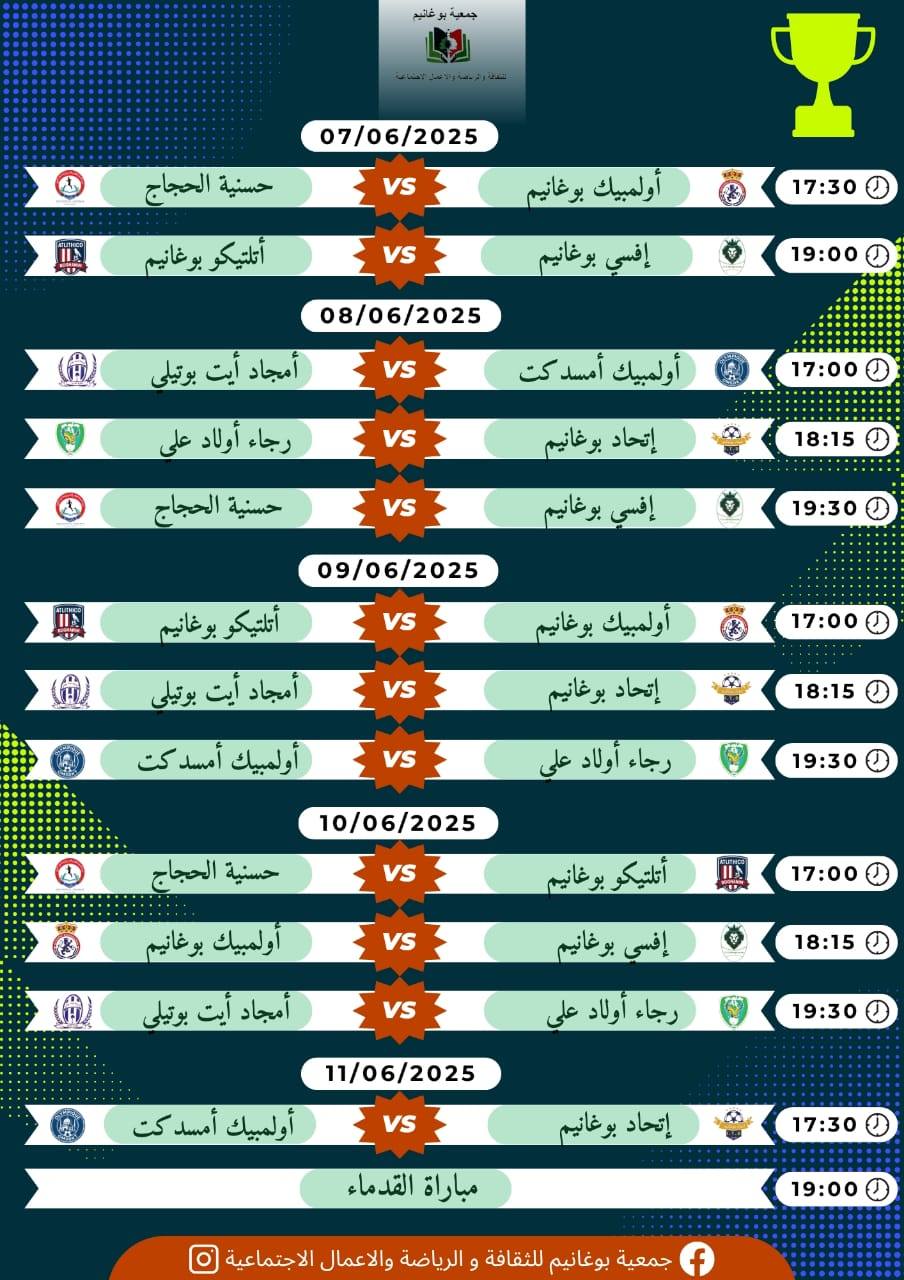 جمعية بوغانيم
للثقافة والرياضة والاعمال الاجتماعية
07/06/2025
17:30 أولمبيك بوغانيم VS حسنية الحجاج
19:00 إفسي بوغانيم VS أتلتيكو بوغانيم
08/06/2025
17:00 أولمبيك أمسدكت VS أمجاد أيت بوتيلي
18:15 إتحاد بوغانيم VS رجاء أولاد علي
19:30 إفسي بوغانيم VS حسنية الحجاج
09/06/2025
17:00 أولمبيك بوغانيم VS أتلتيكو بوغانيم
18:15 إتحاد بوغانيم VS أمجاد أيت بوتيلي
19:30 رجاء أولاد علي VS أولمبيك أمسدكت
10/06/2025
17:00 أتلتيكو بوغانيم VS حسنية الحجاج
18:15 إفسي بوغانيم VS أولمبيك بوغانيم
19:30 رجاء أولاد علي VS أمجاد أيت بوتيلي
11/06/2025
17:30 إتحاد بوغانيم VS أولمبيك أمسدكت
19:00 مباراة القدماء
جمعية بوغانيم للثقافة و الرياضة والاعمال الاجتماعية